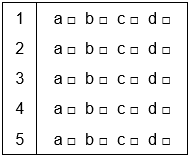 1 a □ b □ c □ d □
2 a □ b □ c □ d □
3 a □ b □ c □ d □
4 a □ b □ c □ d □
5 a □ b □ c □ d □